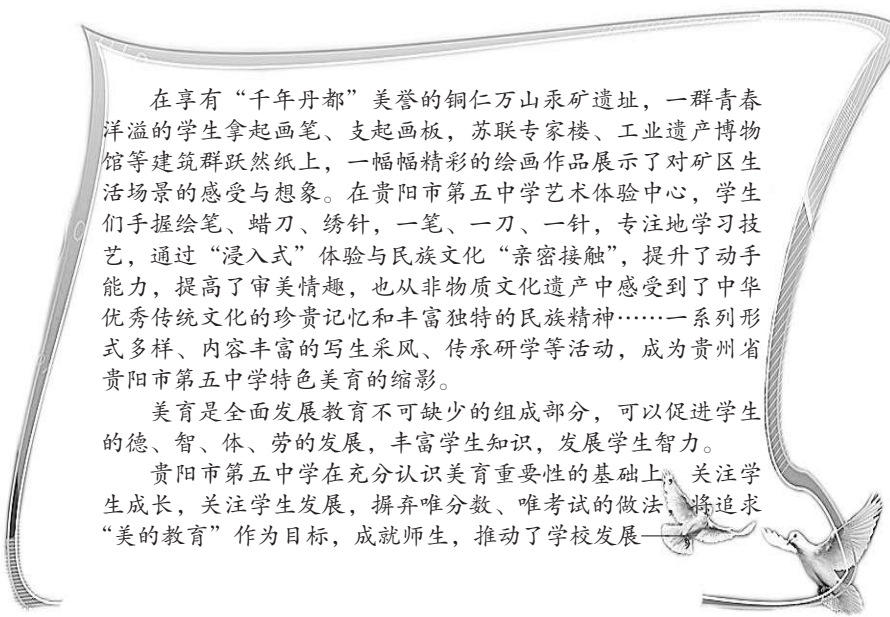 在享有“千年丹都”美誉的铜仁万山汞矿遗址，一群青春
洋溢的学生拿起画笔、支起画板，苏联专家楼、工业遗产博物
馆等建筑群跃然纸上，一幅幅精彩的绘画作品展示了对矿区生
活场景的感受与想象。在贵阳市第五中学艺术体验中心，学生
们手握绘笔、蜡刀、绣针，一笔、一刀、一针，专注地学习技
艺，通过“浸入式”体验与民族文化“亲密接触”，提升了动手
能力，提高了审美情趣，也从非物质文化遗产中感受到了中华
优秀传统文化的珍贵记忆和丰富独特的民族精神……一系列形
式多样、内容丰富的写生采风、传承研学等活动，成为贵州省
贵阳市第五中学特色美育的缩影。
美育是全面发展教育不可缺少的组成部分，可以促进学生
的德、智、体、劳的发展，丰富学生知识，发展学生智力。
贵阳市第五中学在充分认识美育重要性的基础上，关注学
生成长，关注学生发展，摒弃唯分数、唯考试的做法，将追求
“美的教育”作为目标，成就师生，推动了学校发展——